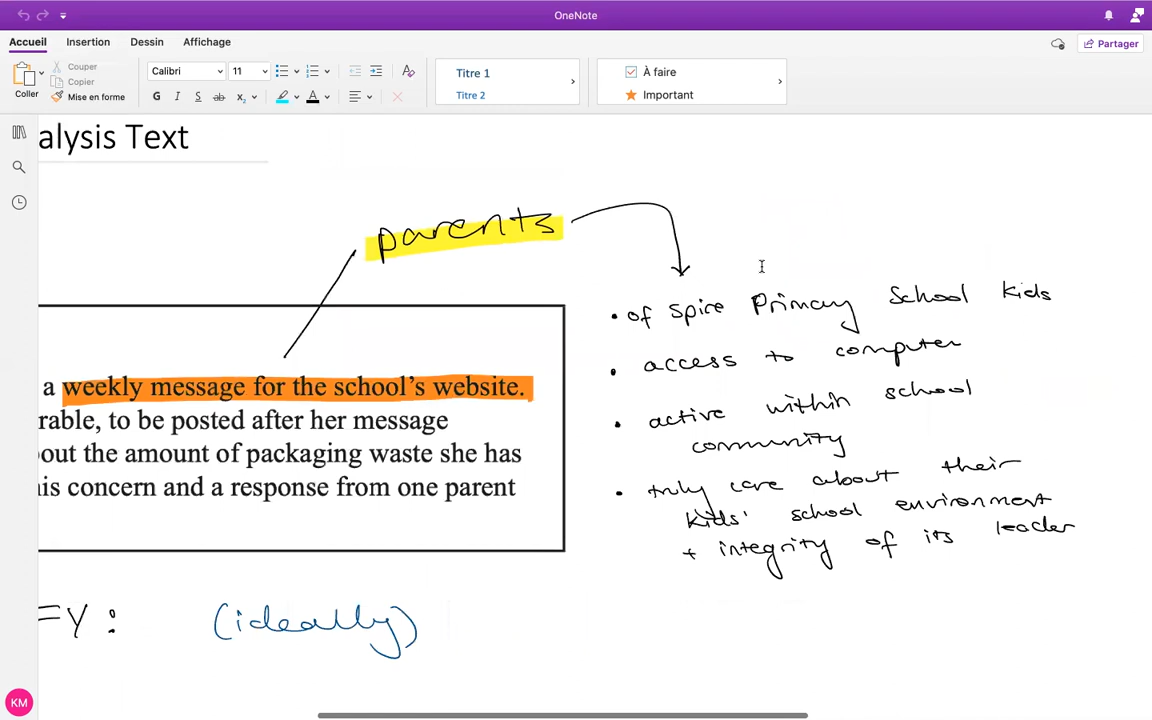 OneNote
Accueil Insertion Dessin Affichage
Partager
Coller
Couper
Copier
Mise en forme
Calibri 11
G I S ab x₂ A
Titre 1
Titre 2
À faire
Important
alysis Text
parents
a weekly message for the school's website.
rable, to be posted after her message
out the amount of packaging waste she has
is concern and a response from one parent
• of Spire Primary School kids
• access to computer
• active within school
community
• truly care about their
kids' school environment
+ integrity of its leader
FY : (ideally)
KM